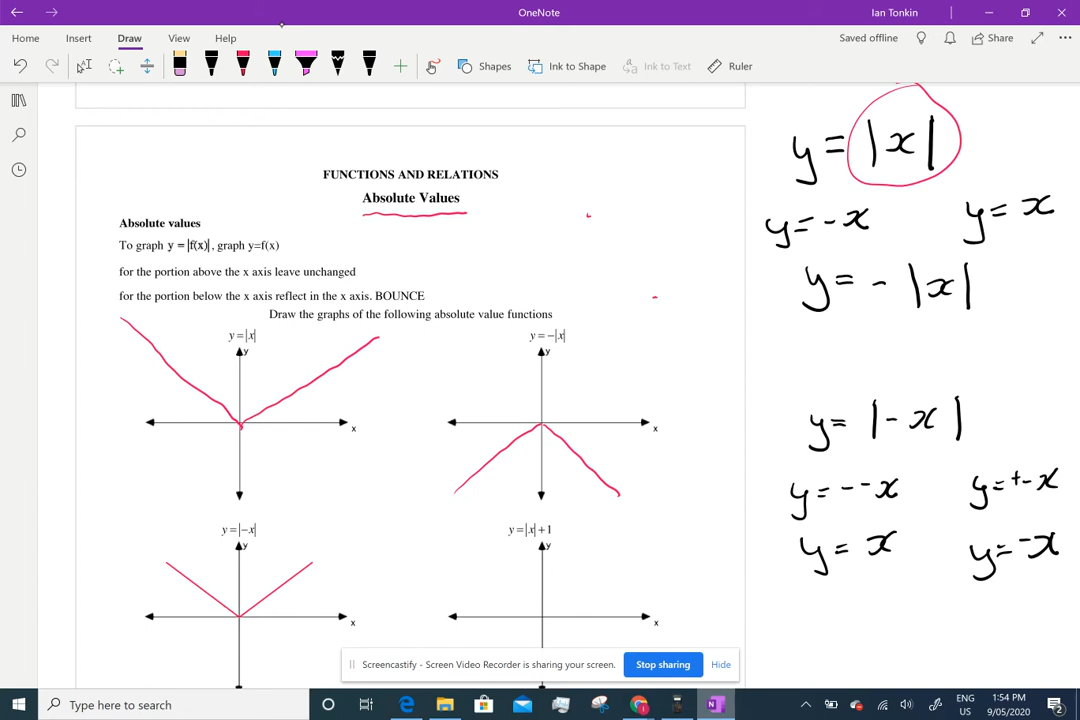 OneNote
Ian Tonkin
Home Insert Draw View Help
Saved offline
Share
Shapes
Ink to Shape
Ink to Text
Ruler
FUNCTIONS AND RELATIONS
Absolute Values
Absolute values
To graph y = |f(x)| , graph y=f(x)
for the portion above the x axis leave unchanged
for the portion below the x axis reflect in the x axis. BOUNCE
Draw the graphs of the following absolute value functions
y = |x|
y
x
y = -|x|
y
x
y = |-x|
y
x
y = |x| + 1
y
x
y = |x|
y = -x
y = x
y = - |x|
y = |- x|
y = - - x
y = + - x
y = x
y = -x
Screencastify - Screen Video Recorder is sharing your screen.
Stop sharing
Hide
Type here to search
ENG
US
1:54 PM
9/05/2020
2